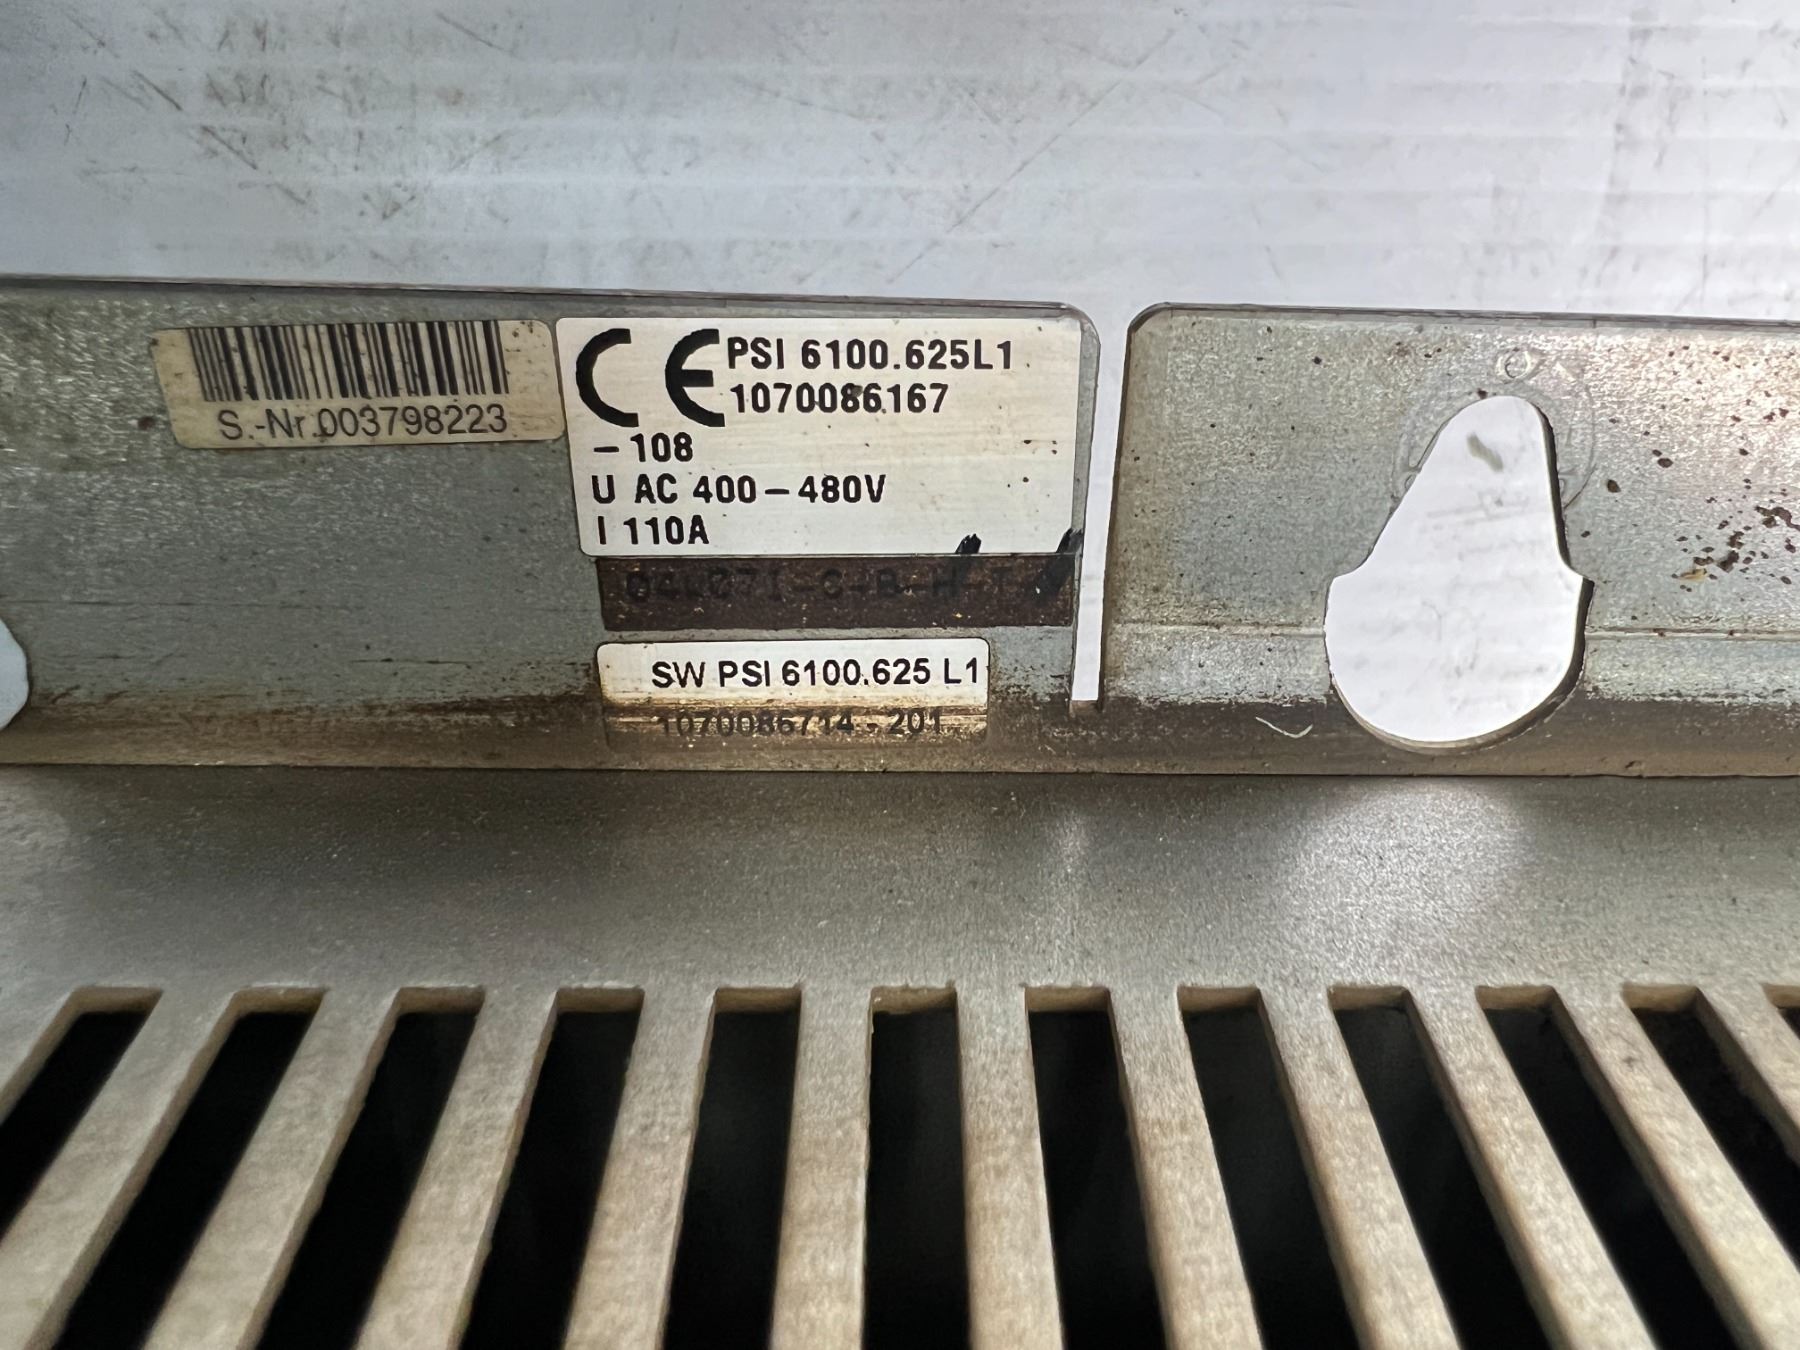 S.-Nr.003798223
CE PSI 6100.625L1
1070086167
-108
U AC 400-480V
I 110A
SW PSI 6100.625 L1
1070086714-201